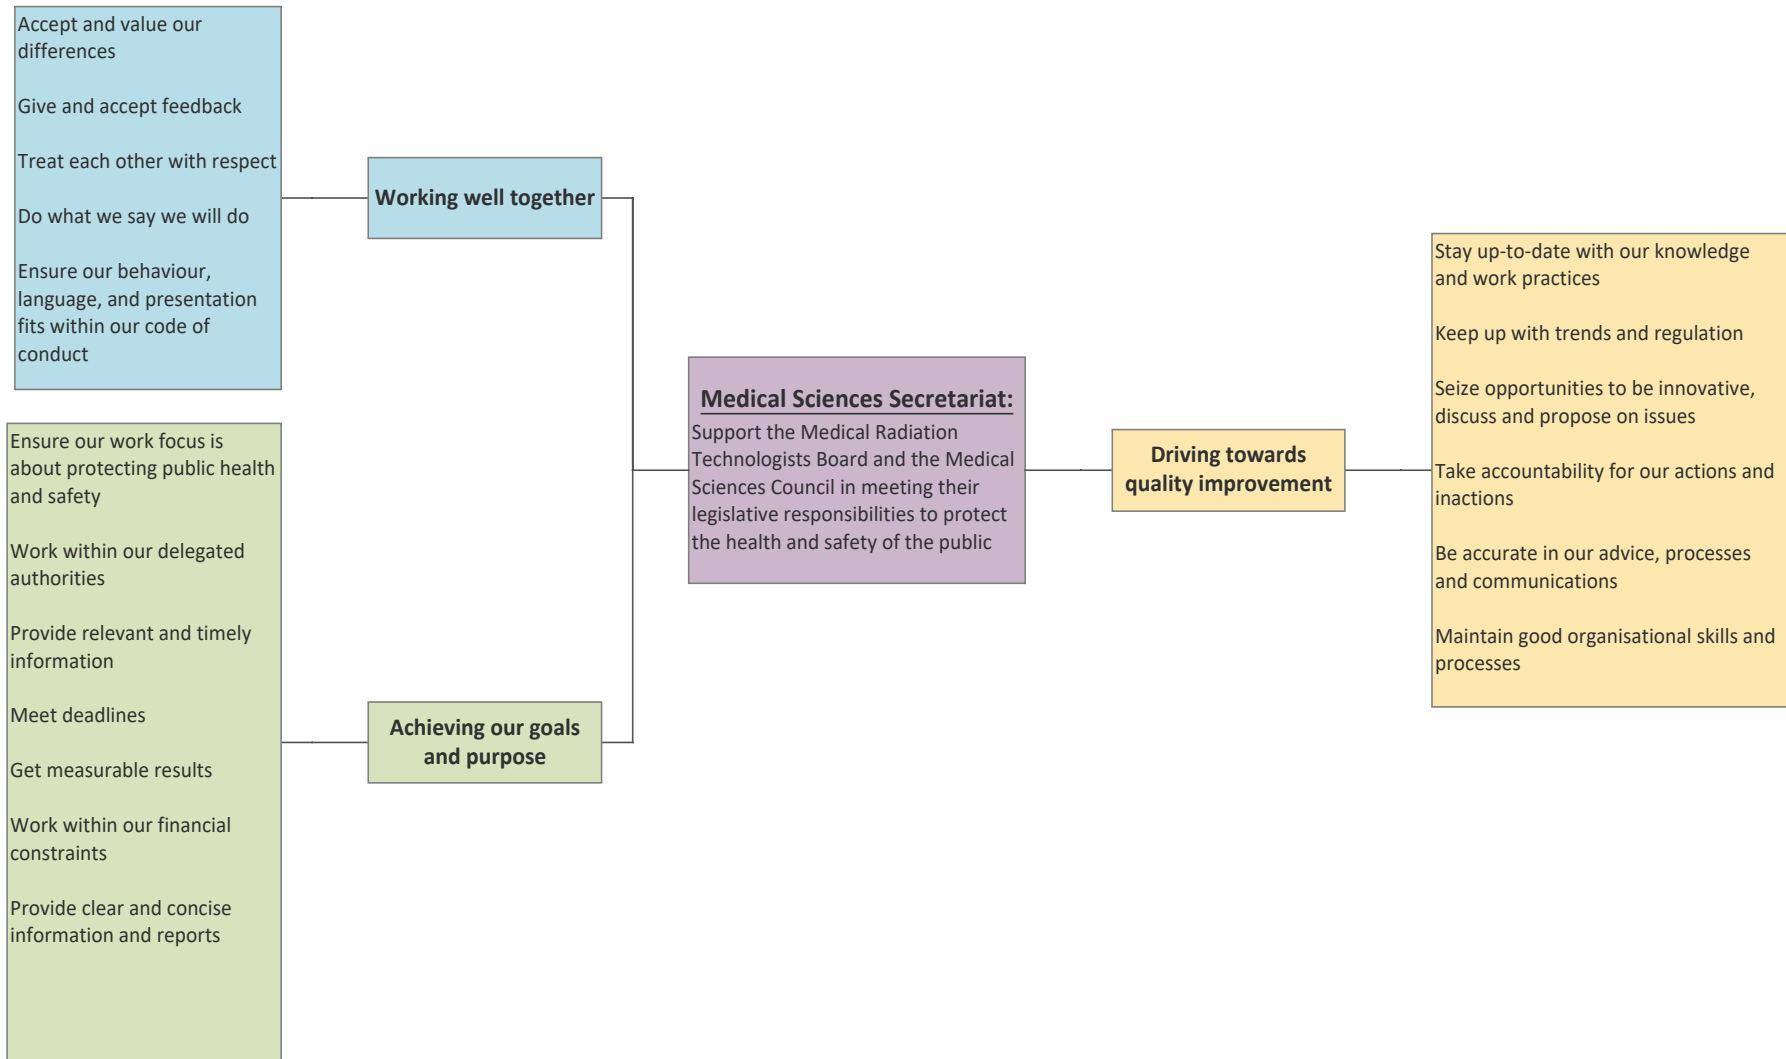 Accept and value our
differences
Give and accept feedback
Treat each other with respect
Do what we say we will do
Ensure our behaviour,
language, and presentation
fits within our code of
conduct
Working well together
Ensure our work focus is
about protecting public health
and safety
Work within our delegated
authorities
Provide relevant and timely
information
Meet deadlines
Get measurable results
Work within our financial
constraints
Provide clear and concise
information and reports
Achieving our goals
and purpose
Medical Sciences Secretariat:
Support the Medical Radiation
Technologists Board and the Medical
Sciences Council in meeting their
legislative responsibilities to protect
the health and safety of the public
Driving towards
quality improvement
Stay up-to-date with our knowledge
and work practices
Keep up with trends and regulation
Seize opportunities to be innovative,
discuss and propose on issues
Take accountability for our actions and
inactions
Be accurate in our advice, processes
and communications
Maintain good organisational skills and
processes